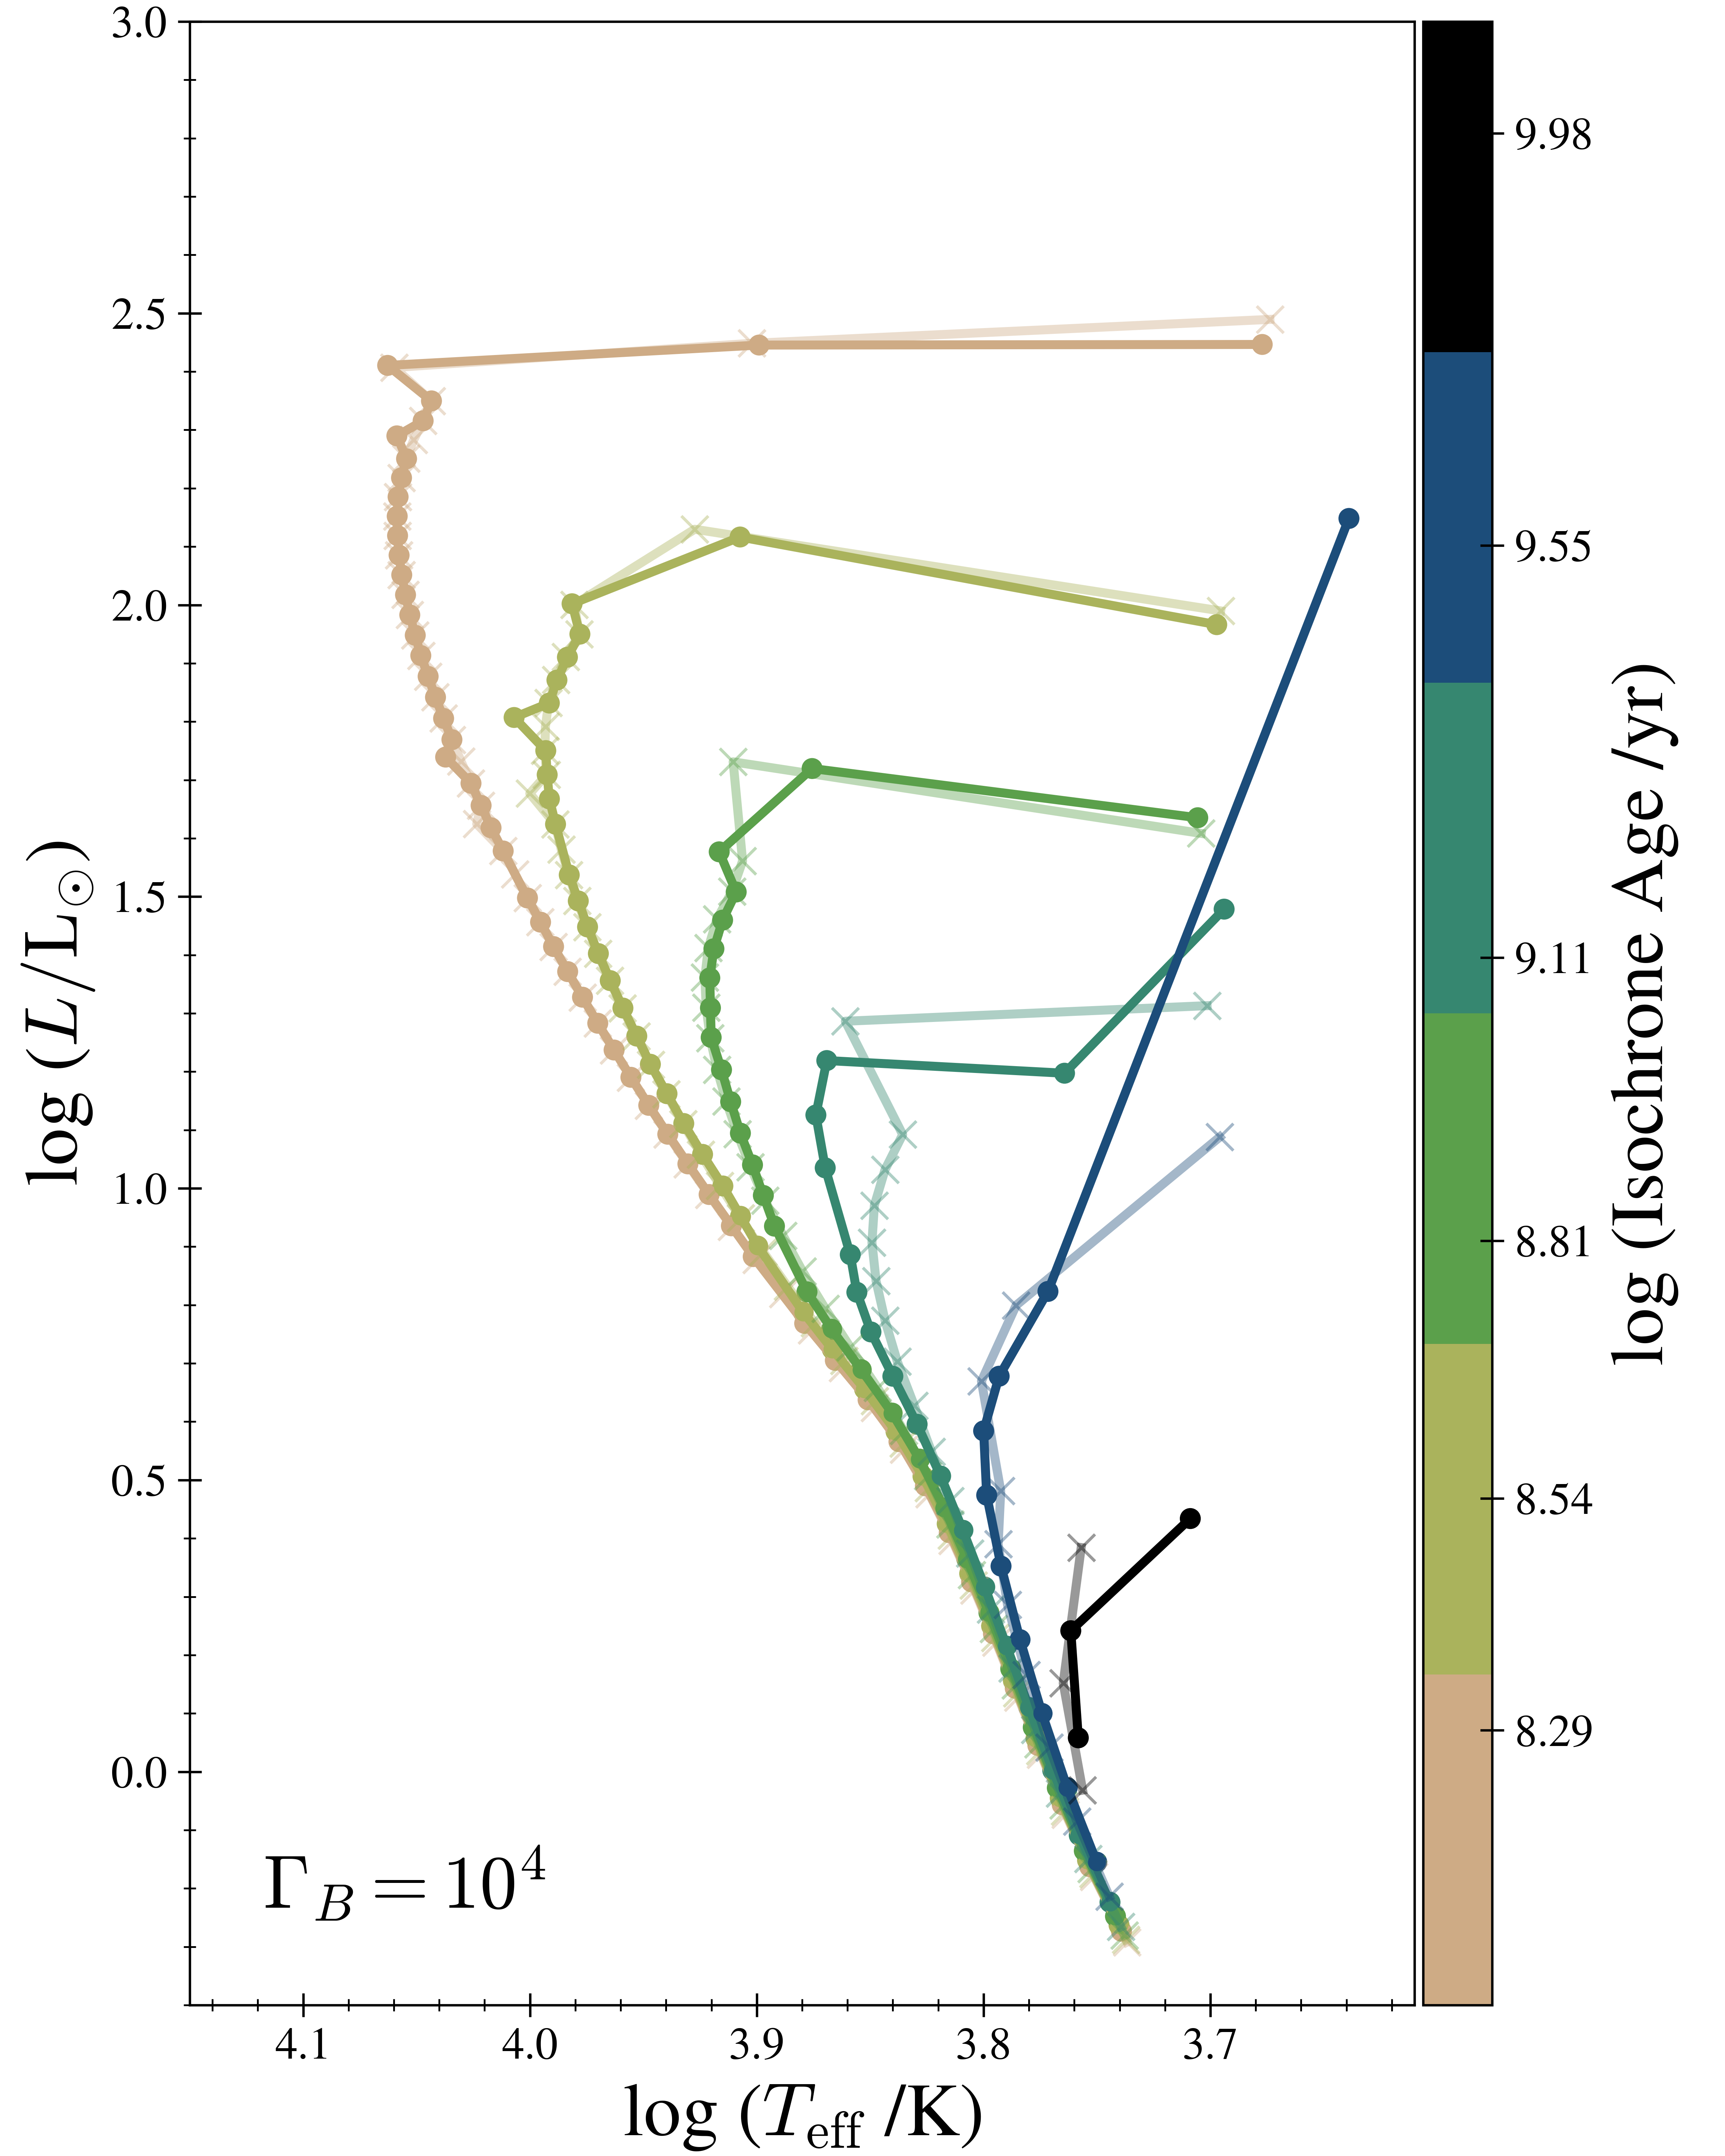 3.0
2.5
2.0
1.5
1.0
0.5
0.0
log (L/L☉)
4.1 4.0 3.9 3.8 3.7
log (T_eff /K)
Γ_B = 10^4
9.98
9.55
9.11
8.81
8.54
8.29
log (Isochrone Age /yr)